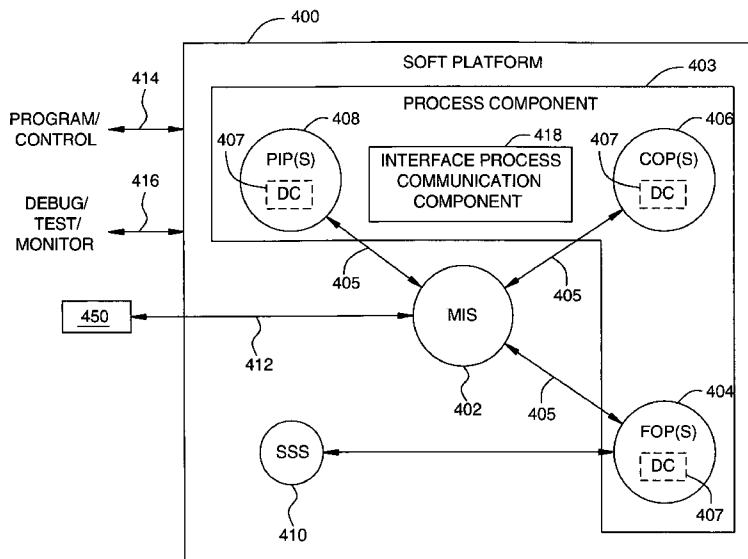 400
SOFT PLATFORM
403
PROCESS COMPONENT
414
PROGRAM/
CONTROL
408
407
PIP(S)
DC
418
INTERFACE PROCESS
COMMUNICATION
COMPONENT
406
407
COP(S)
DC
416
DEBUG/
TEST/
MONITOR
405
405
450
MIS
412
402
405
404
FOP(S)
DC
407
SSS
410